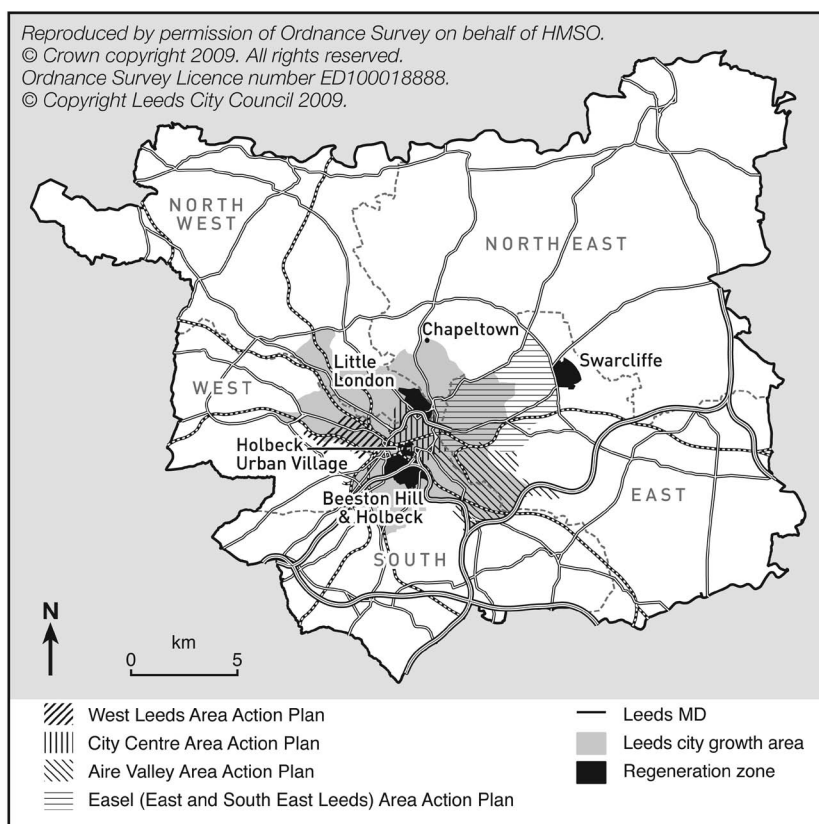 Reproduced by permission of Ordnance Survey on behalf of HMSO.
© Crown copyright 2009. All rights reserved.
Ordnance Survey Licence number ED100018888.
© Copyright Leeds City Council 2009.
NORTH
WEST
NORTH EAST
Chapeltown
Little
London
Swarcliffe
WEST
Holbeck
Urban Village
Beeston Hill
& Holbeck
EAST
SOUTH
N
km
0 5
West Leeds Area Action Plan
City Centre Area Action Plan
Aire Valley Area Action Plan
Easel (East and South East Leeds) Area Action Plan
Leeds MD
Leeds city growth area
Regeneration zone